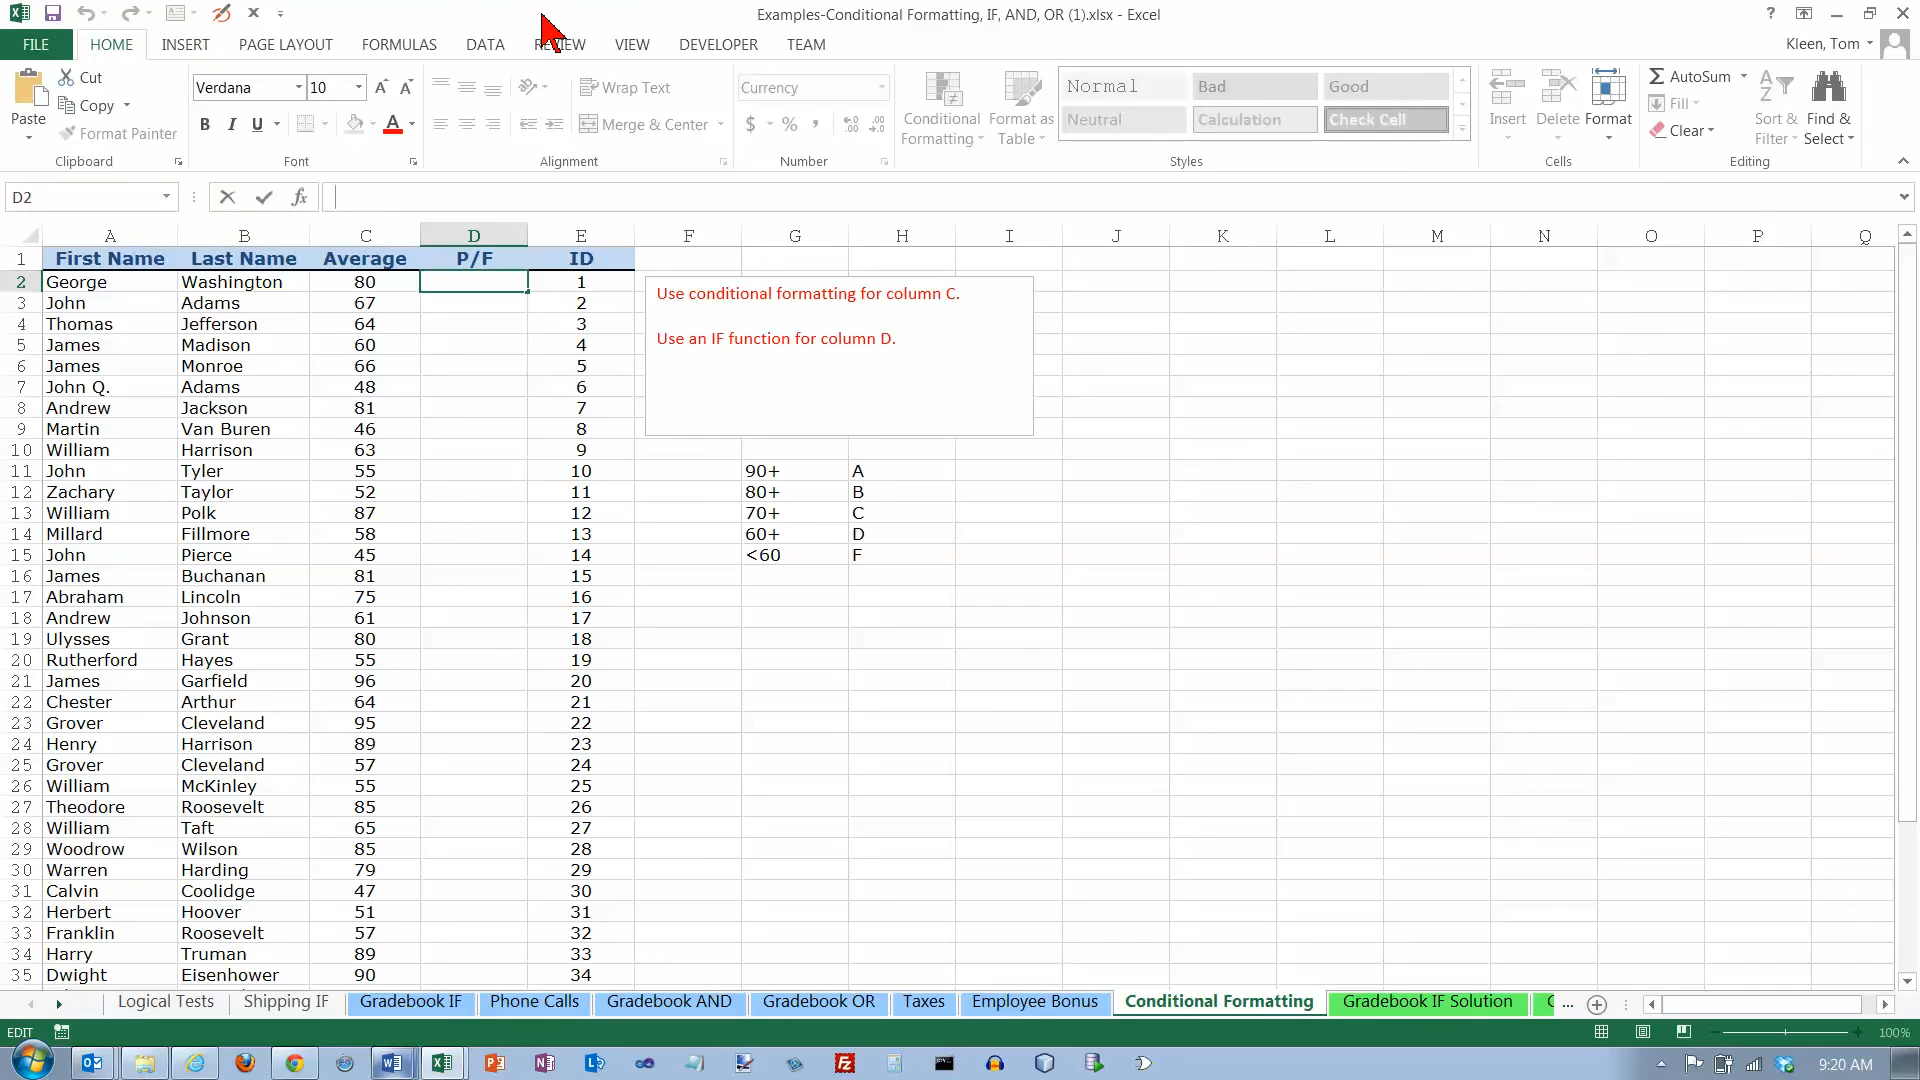 Examples-Conditional Formatting, IF, AND, OR (1).xlsx - Excel
FILE HOME INSERT PAGE LAYOUT FORMULAS DATA REVIEW VIEW DEVELOPER TEAM Kleen, Tom
Cut
Copy
Format Painter
Paste
Clipboard
Verdana 10
B I U
Font
Wrap Text
Merge & Center
Alignment
Currency
$ % ,
Number
Conditional Formatting
Format as Table
Normal Bad Good
Neutral Calculation Check Cell
Styles
Insert Delete Format
Cells
AutoSum
Fill
Clear
Sort & Filter
Find & Select
Editing
D2 fx
A B C D E F G H I J K L M N O P Q
1 First Name Last Name Average P/F ID
2 George Washington 80 1
3 John Adams 67 2
4 Thomas Jefferson 64 3
5 James Madison 60 4
6 James Monroe 66 5
7 John Q. Adams 48 6
8 Andrew Jackson 81 7
9 Martin Van Buren 46 8
10 William Harrison 63 9
Use conditional formatting for column C.
Use an IF function for column D.
11 John Tyler 55 10 90+ A
12 Zachary Taylor 52 11 80+ B
13 William Polk 87 12 70+ C
14 Millard Fillmore 58 13 60+ D
15 John Pierce 45 14 <60 F
16 James Buchanan 81 15
17 Abraham Lincoln 75 16
18 Andrew Johnson 61 17
19 Ulysses Grant 80 18
20 Rutherford Hayes 55 19
21 James Garfield 96 20
22 Chester Arthur 64 21
23 Grover Cleveland 95 22
24 Henry Harrison 89 23
25 Grover Cleveland 57 24
26 William McKinley 55 25
27 Theodore Roosevelt 85 26
28 William Taft 65 27
29 Woodrow Wilson 85 28
30 Warren Harding 79 29
31 Calvin Coolidge 47 30
32 Herbert Hoover 51 31
33 Franklin Roosevelt 57 32
34 Harry Truman 89 33
35 Dwight Eisenhower 90 34
Logical Tests Shipping IF Gradebook IF Phone Calls Gradebook AND Gradebook OR Taxes Employee Bonus Conditional Formatting Gradebook IF Solution ...
EDIT 100%
9:20 AM